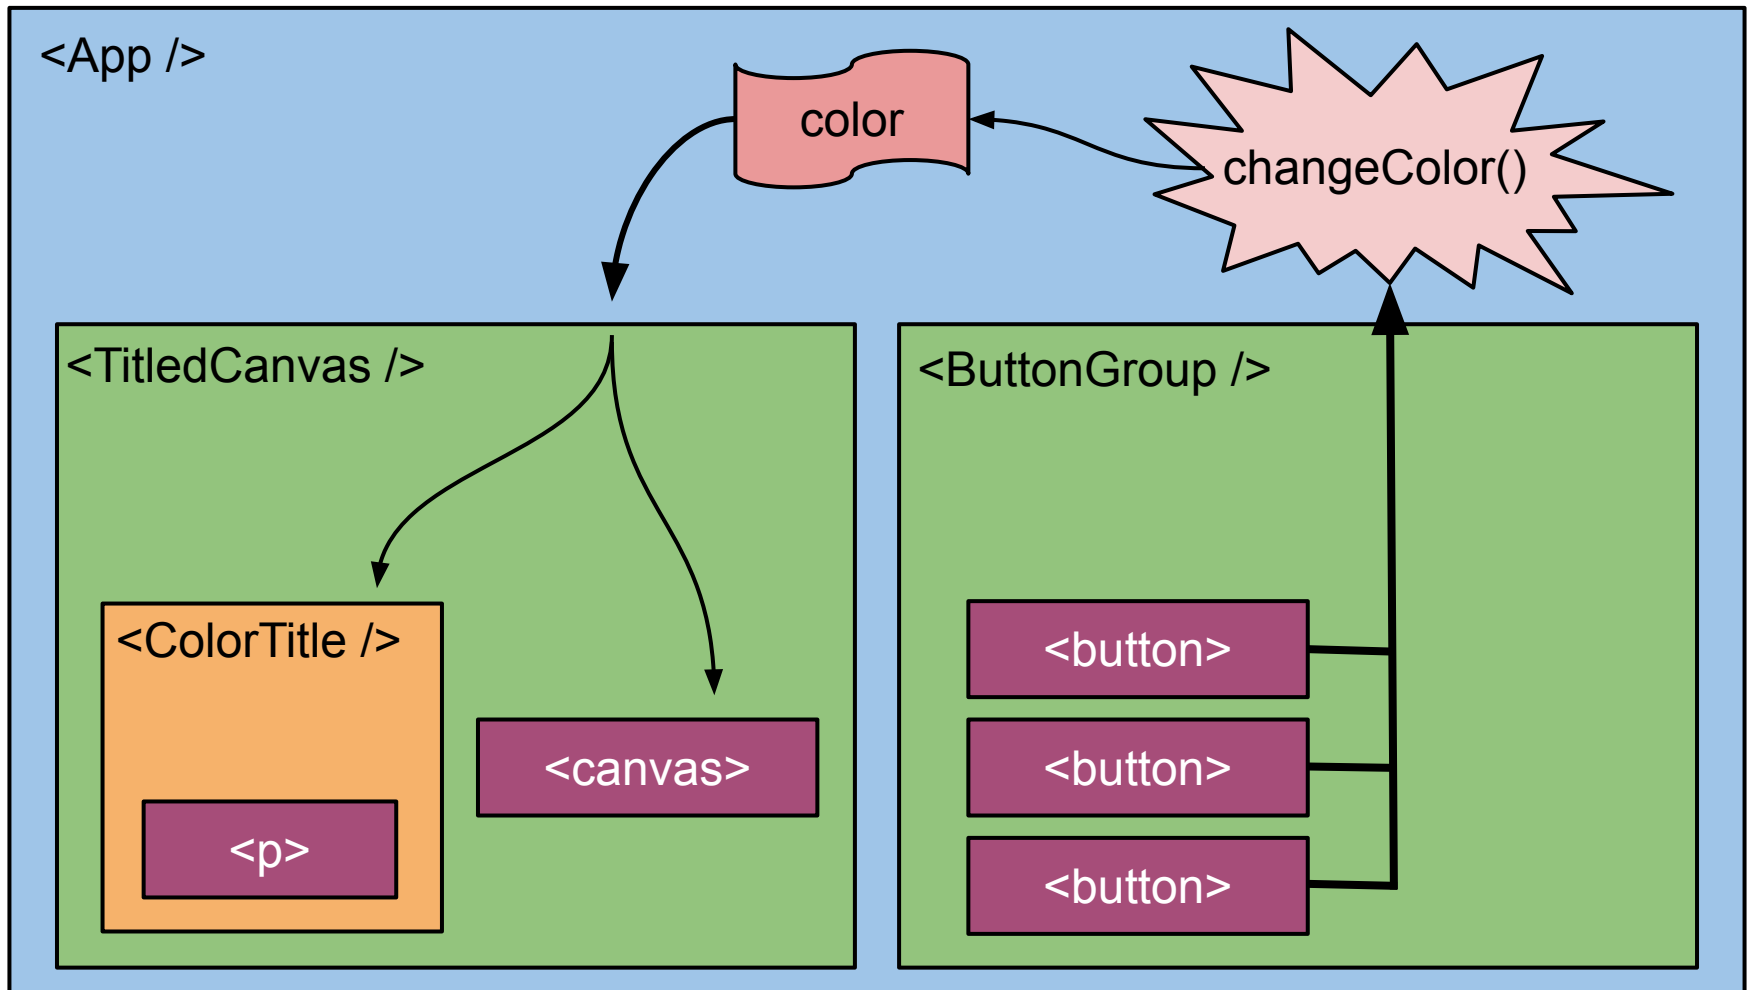 <App />
color
changeColor()
<TitledCanvas />
<ButtonGroup />
<ColorTitle />
<canvas>
<p>
<button>
<button>
<button>